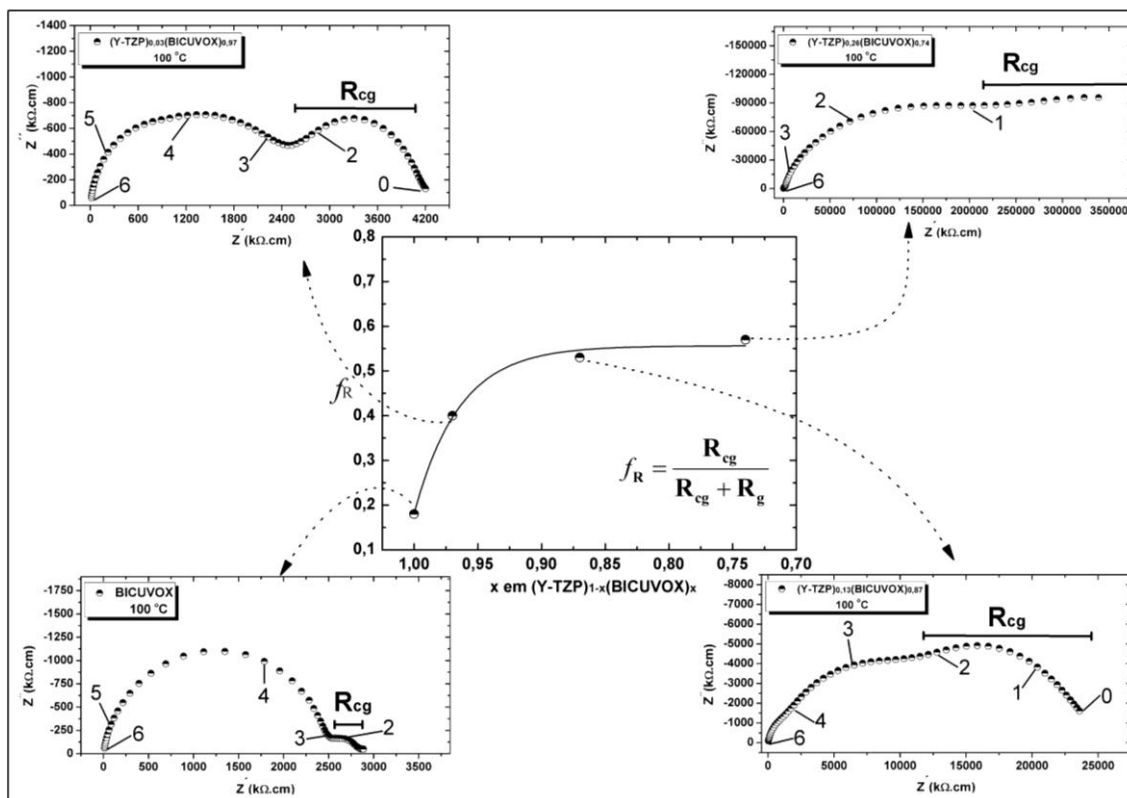 -1400
-1200
-1000
-800
-600
-400
-200
0
Z'' (kΩ.cm)
(Y-TZP)0,03(BICUVOX)0,97
100 °C
Rcg
5
4
3
2
0
6
0 600 1200 1800 2400 3000 3600 4200
Z' (kΩ.cm)
-150000
-120000
-90000
-60000
-30000
0
Z'' (kΩ.cm)
(Y-TZP)0,26(BICUVOX)0,74
100 °C
Rcg
2
1
3
6
0 50000 100000 150000 200000 250000 300000 350000
Z' (kΩ.cm)
0,8
0,7
0,6
0,5
0,4
0,3
0,2
0,1
fR
fR = Rcg / (Rcg + Rg)
1,00 0,95 0,90 0,85 0,80 0,75 0,70
x em (Y-TZP)1-x(BICUVOX)x
-1750
-1500
-1250
-1000
-750
-500
-250
0
Z'' (kΩ.cm)
BICUVOX
100 °C
4
Rcg
5
3
2
6
0 500 1000 1500 2000 2500 3000 3500
Z' (kΩ.cm)
-8000
-7000
-6000
-5000
-4000
-3000
-2000
-1000
0
Z'' (kΩ.cm)
(Y-TZP)0,13(BICUVOX)0,87
100 °C
Rcg
3
2
1
0
4
6
0 5000 10000 15000 20000 25000
Z' (kΩ.cm)